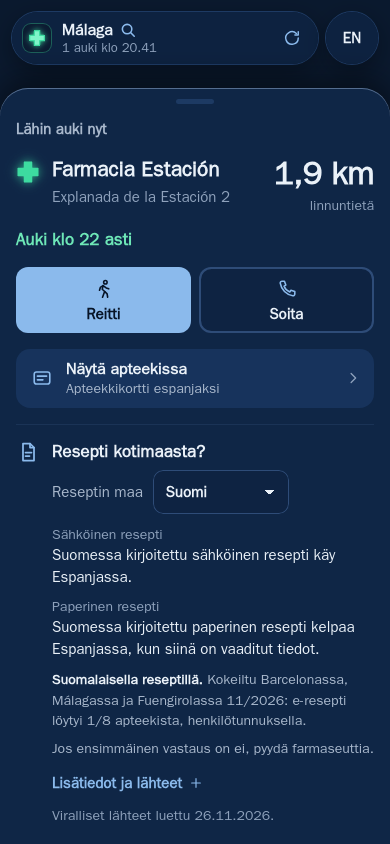 Málaga
1 auki klo 20.41
EN
Lähin auki nyt
Farmacia Estación
1,9 km
Explanada de la Estación 2
linnuntietä
Auki klo 22 asti
Reitti
Soita
Näytä apteekissa
Apteekkikortti espanjaksi
Resepti kotimaasta?
Reseptin maa
Suomi
Sähköinen resepti
Suomessa kirjoitettu sähköinen resepti käy
Espanjassa.
Paperinen resepti
Suomessa kirjoitettu paperinen resepti kelpaa
Espanjassa, kun siinä on vaaditut tiedot.
Suomalaisella reseptillä. Kokeiltu Barcelonassa,
Málagassa ja Fuengirolassa 11/2026: e-resepti
löytyi 1/8 apteekista, henkilötunnuksella.
Jos ensimmäinen vastaus on ei, pyydä farmaseuttia.
Lisätiedot ja lähteet +
Viralliset lähteet luettu 26.11.2026.